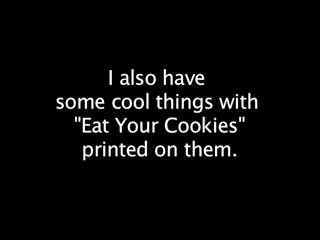 I also have
some cool things with
"Eat Your Cookies"
printed on them.